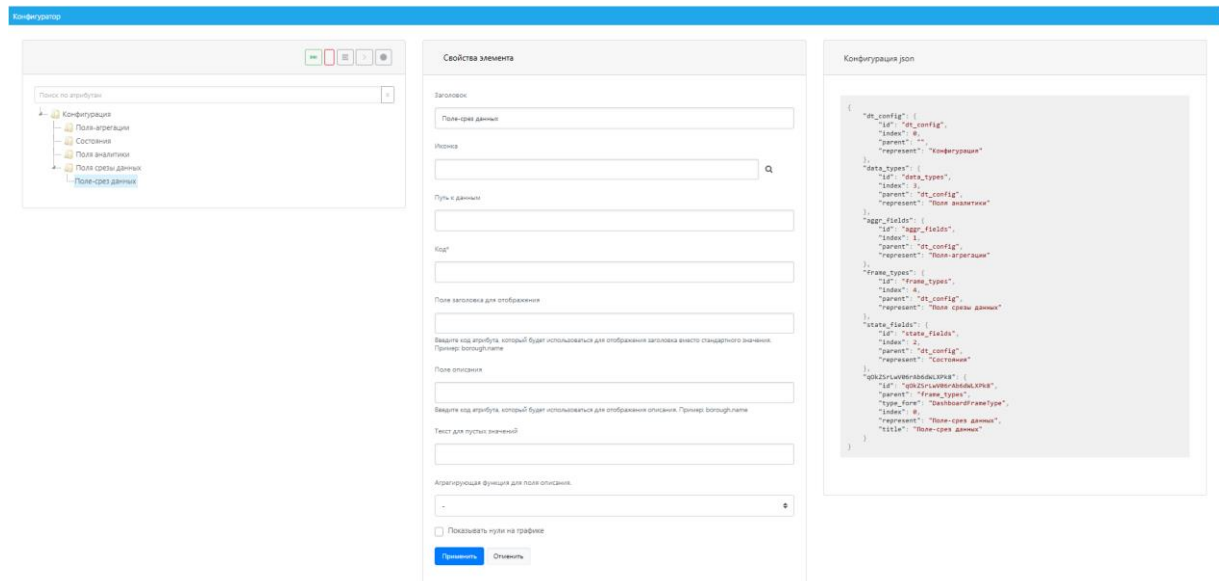 Конфигуратор
Поиск по атрибутам
Конфигурация
Поля-агрегации
Состояния
Поля аналитики
Поля срезы данных
Поле-срез данных
Свойства элемента
Заголовок
Поле-срез данных
Иконка
Путь к данным
Код*
Поле заголовка для отображения
Введите код атрибута, который будет использоваться для отображения заголовка вместо стандартного значения.
Пример: borough.name
Поле описания
Введите код атрибута, который будет использоваться для отображения описания. Пример: borough.name
Текст для пустых значений
Агрегирующая функция для поля описания.
-
Показывать нули на графике
Применить Отменить
Конфигурация json
{
"dt_config": {
"id": "dt_config",
"index": 0,
"parent": "",
"represent": "Конфигурация"
},
"data_types": {
"id": "data_types",
"index": 3,
"parent": "dt_config",
"represent": "Поля аналитики"
},
"aggr_fields": {
"id": "aggr_fields",
"index": 1,
"parent": "dt_config",
"represent": "Поля-агрегации"
},
"frame_types": {
"id": "frame_types",
"index": 4,
"parent": "dt_config",
"represent": "Поля срезы данных"
},
"state_fields": {
"id": "state_fields",
"index": 2,
"parent": "dt_config",
"represent": "Состояния"
},
"id":
"parent": "frame_types",
"type_form": "DashboardFrameType",
"index": 0,
"represent": "Поле-срез данных",
"title": "Поле-срез данных"
}
}